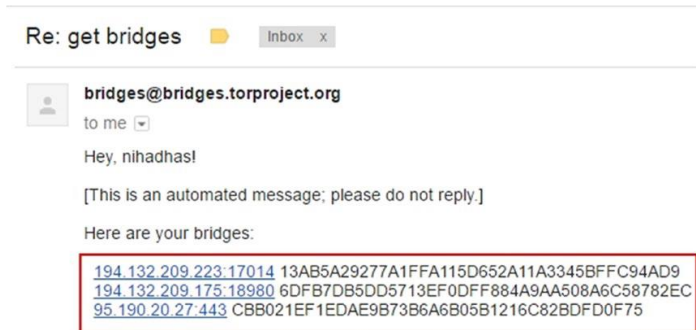 Re: get bridges Inbox x
bridges@bridges.torproject.org
to me
Hey, nihadhas!
[This is an automated message; please do not reply.]
Here are your bridges:
194.132.209.223:17014 13AB5A29277A1FFA115D652A11A3345BFFC94AD9
194.132.209.175:18980 6DFB7DB5DD5713EF0DFF884A9AA508A6C58782EC
95.190.20.27:443 CBB021EF1EDAE9B73B6A6B05B1216C82BDFD0F75